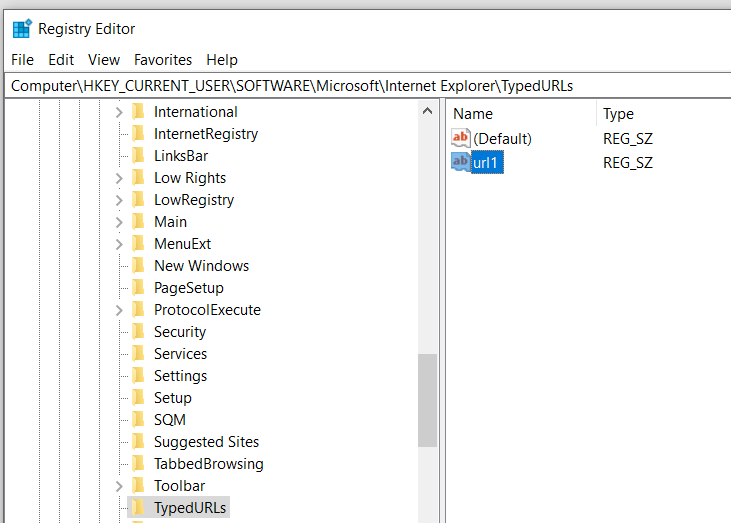 Registry Editor
File Edit View Favorites Help
Computer\HKEY_CURRENT_USER\SOFTWARE\Microsoft\Internet Explorer\TypedURLs
International
InternetRegistry
LinksBar
Low Rights
LowRegistry
Main
MenuExt
New Windows
PageSetup
ProtocolExecute
Security
Services
Settings
Setup
SQM
Suggested Sites
TabbedBrowsing
Toolbar
TypedURLs
Name Type
ab (Default) REG_SZ
ab url1 REG_SZ